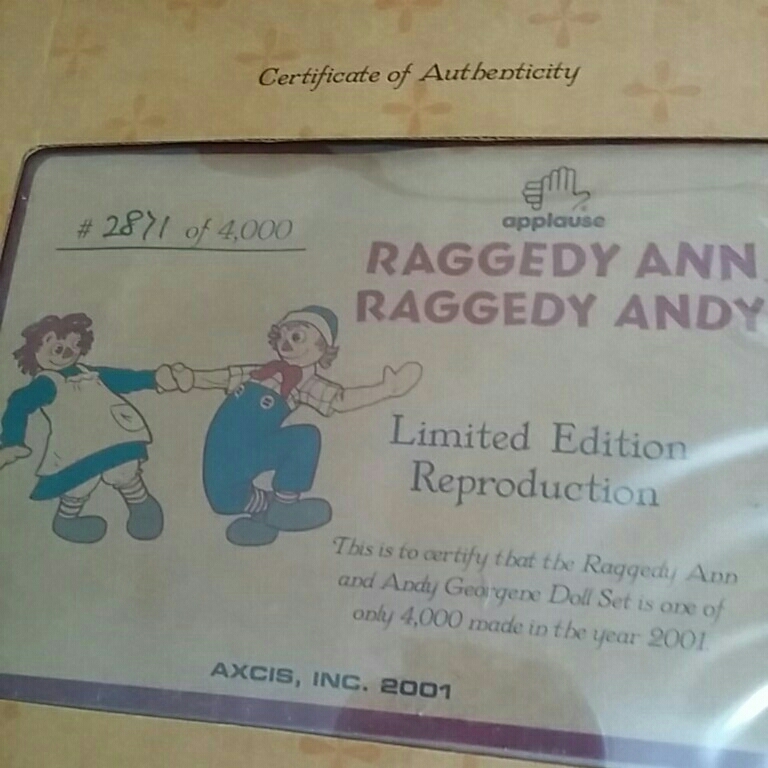 Certificate of Authenticity
# 2871 of 4,000
applause
RAGGEDY ANN
RAGGEDY ANDY
Limited Edition
Reproduction
This is to certify that the Raggedy Ann
and Andy Georgene Doll Set is one of
only 4,000 made in the year 2001.
AXCIS, INC. 2001